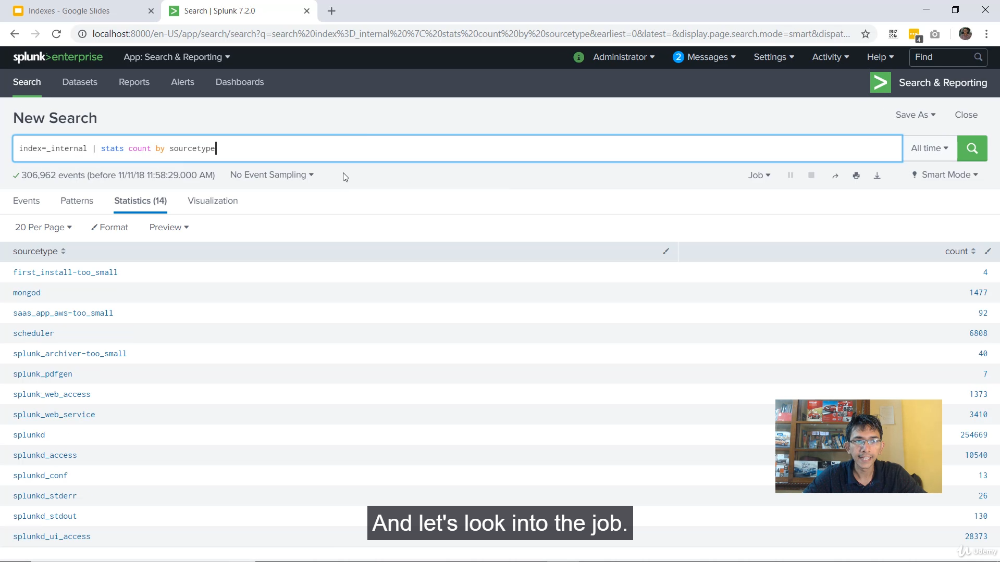 Indexes - Google Slides
Search | Splunk 7.2.0
localhost:8000/en-US/app/search/search?q=search%20index%3D_internal%20%7C%20stats%20count%20by%20sourcetype&earliest=0&latest=&display.page.search.mode=smart&dispat...
4
splunk>enterprise
App: Search & Reporting
i
Administrator
2 Messages
Settings
Activity
Help
Find
Search
Datasets
Reports
Alerts
Dashboards
Search & Reporting
New Search
Save As
Close
index=_internal | stats count by sourcetype
All time
306,962 events (before 11/11/18 11:58:29.000 AM)
No Event Sampling
Job
Smart Mode
Events
Patterns
Statistics (14)
Visualization
20 Per Page
Format
Preview
sourcetype count
first_install-too_small 4
mongod 1477
saas_app_aws-too_small 92
scheduler 6808
splunk_archiver-too_small 40
splunk_pdfgen 7
splunk_web_access 1373
splunk_web_service 3410
splunkd 254669
splunkd_access 10540
splunkd_conf 13
splunkd_stderr 26
splunkd_stdout 130
splunkd_ui_access 28373
And let's look into the job.
Udemy